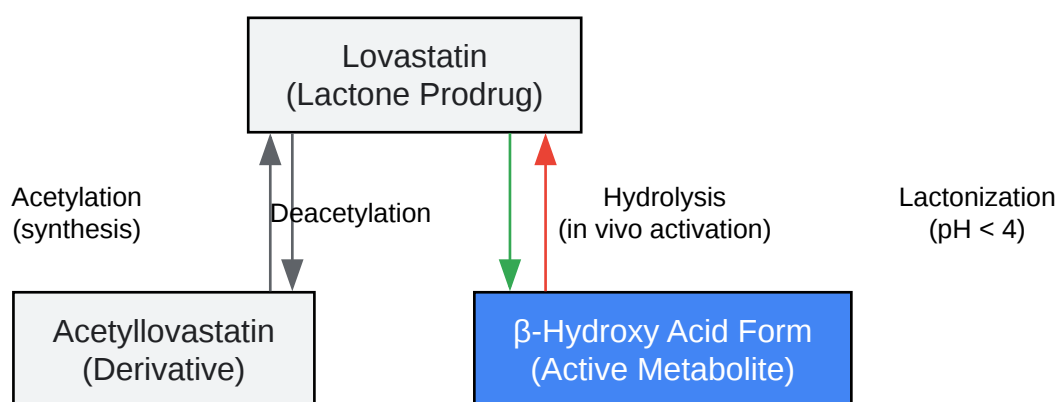 Lovastatin
(Lactone Prodrug)
Acetylation
(synthesis)
Deacetylation
Hydrolysis
(in vivo activation)
Lactonization
(pH < 4)
Acetyllovastatin
(Derivative)
β-Hydroxy Acid Form
(Active Metabolite)